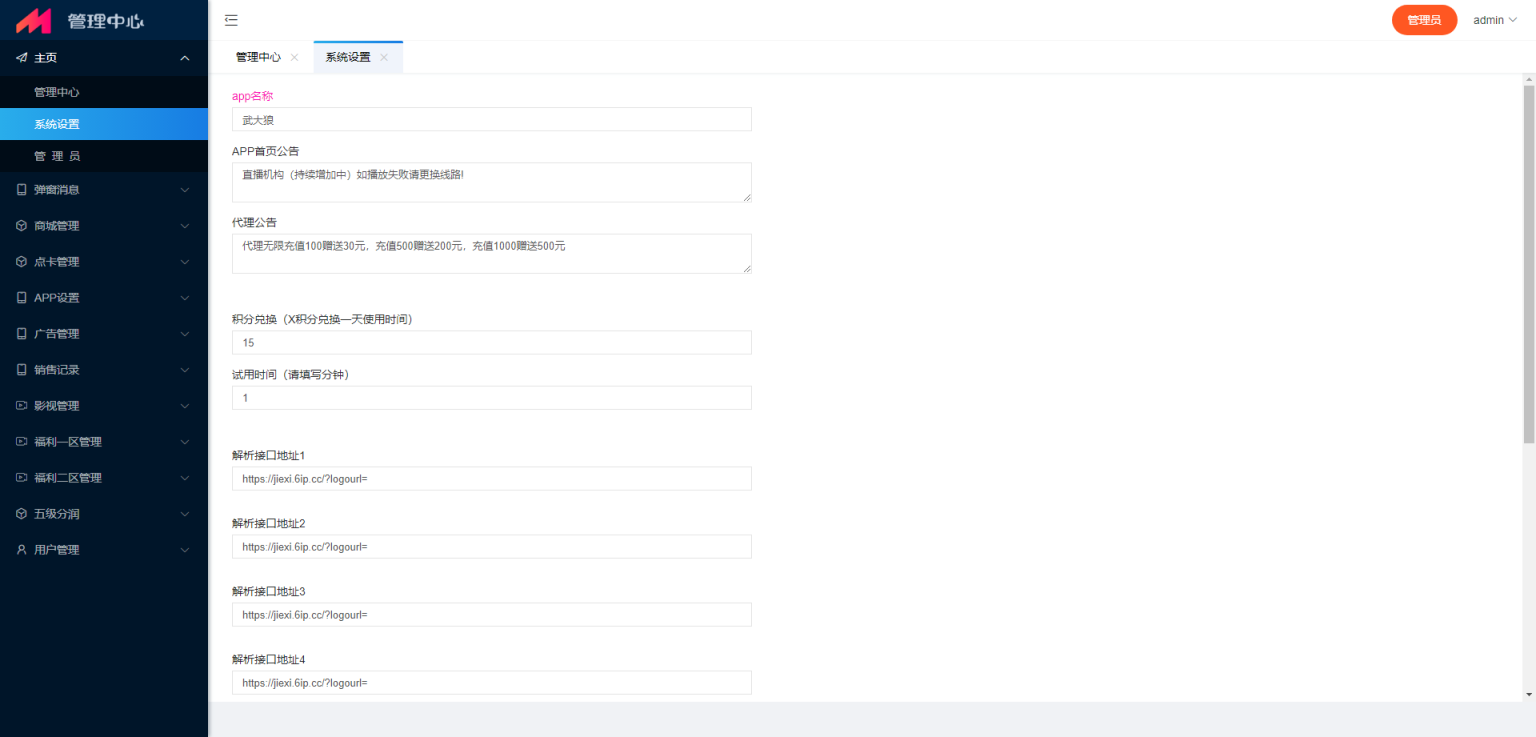 管理中心
管理员
admin
主页
管理中心
系统设置
管 理 员
弹窗消息
商城管理
点卡管理
APP设置
广告管理
销售记录
影视管理
福利一区管理
福利二区管理
五级分润
用户管理
管理中心
系统设置
app名称
武大狼
APP首页公告
直播机构（持续增加中）如播放失败请更换线路!
代理公告
代理无限充值100赠送30元，充值500赠送200元，充值1000赠送500元
积分兑换（X积分兑换一天使用时间）
15
试用时间（请填写分钟）
1
解析接口地址1
https://jiexi.6ip.cc/?logourl=
解析接口地址2
https://jiexi.6ip.cc/?logourl=
解析接口地址3
https://jiexi.6ip.cc/?logourl=
解析接口地址4
https://jiexi.6ip.cc/?logourl=